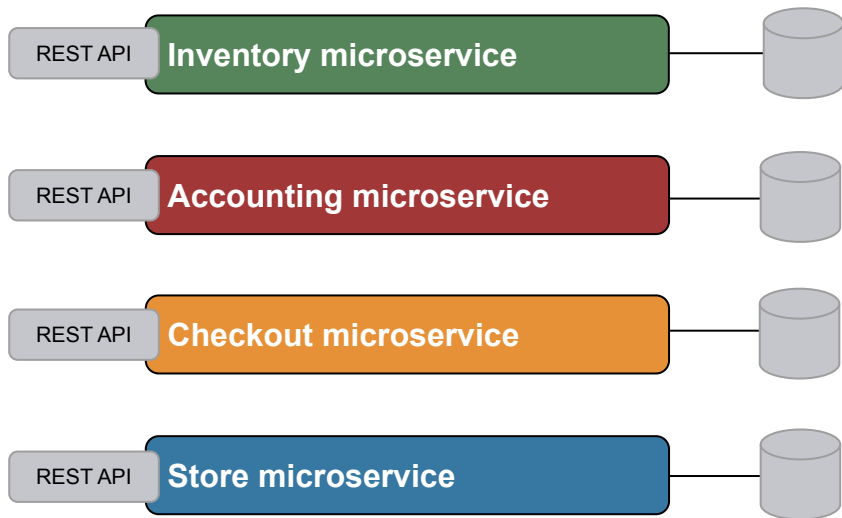 REST API
Inventory microservice
REST API
Accounting microservice
REST API
Checkout microservice
REST API
Store microservice